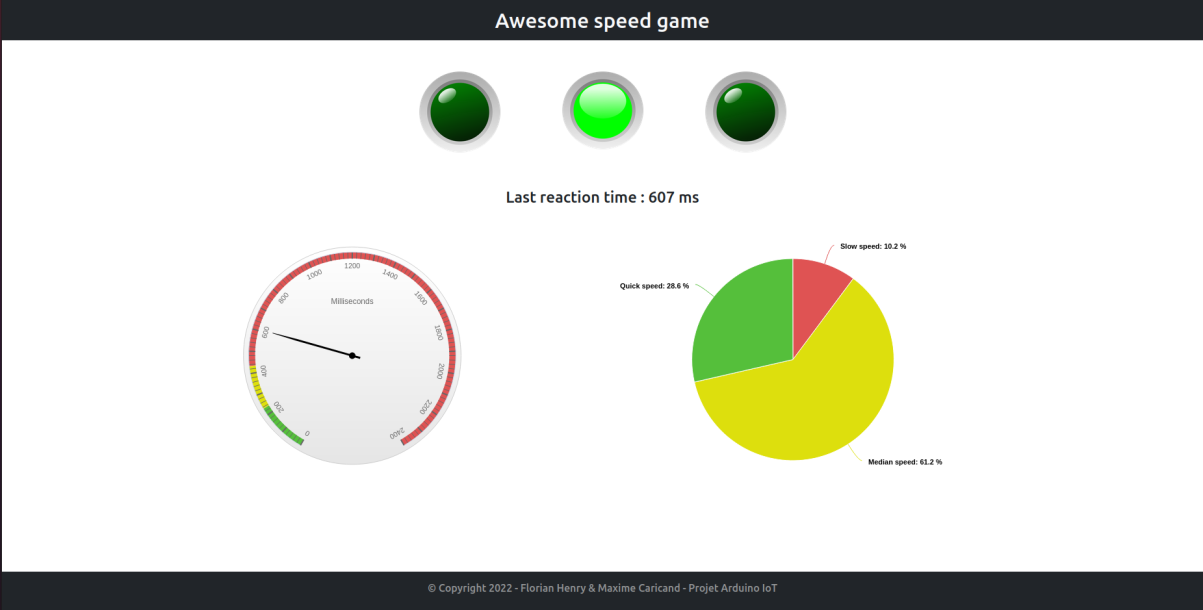 Awesome speed game
Last reaction time : 607 ms
0
200
400
600
800
1000
1200
1400
1600
1800
2000
2200
2400
Milliseconds
Slow speed: 10.2 %
Quick speed: 28.6 %
Median speed: 61.2 %
© Copyright 2022 - Florian Henry & Maxime Caricand - Projet Arduino IoT